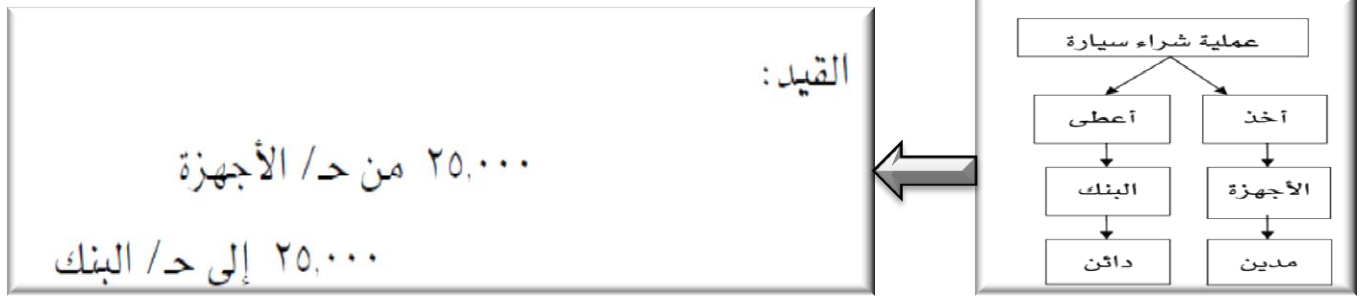 عملية شراء سيارة
أخذ
أعطى
الأجهزة
البنك
مدين
دائن
القيد:
٢٥,٠٠٠ من حـ/ الأجهزة
٢٥,٠٠٠ إلى حـ/ البنك